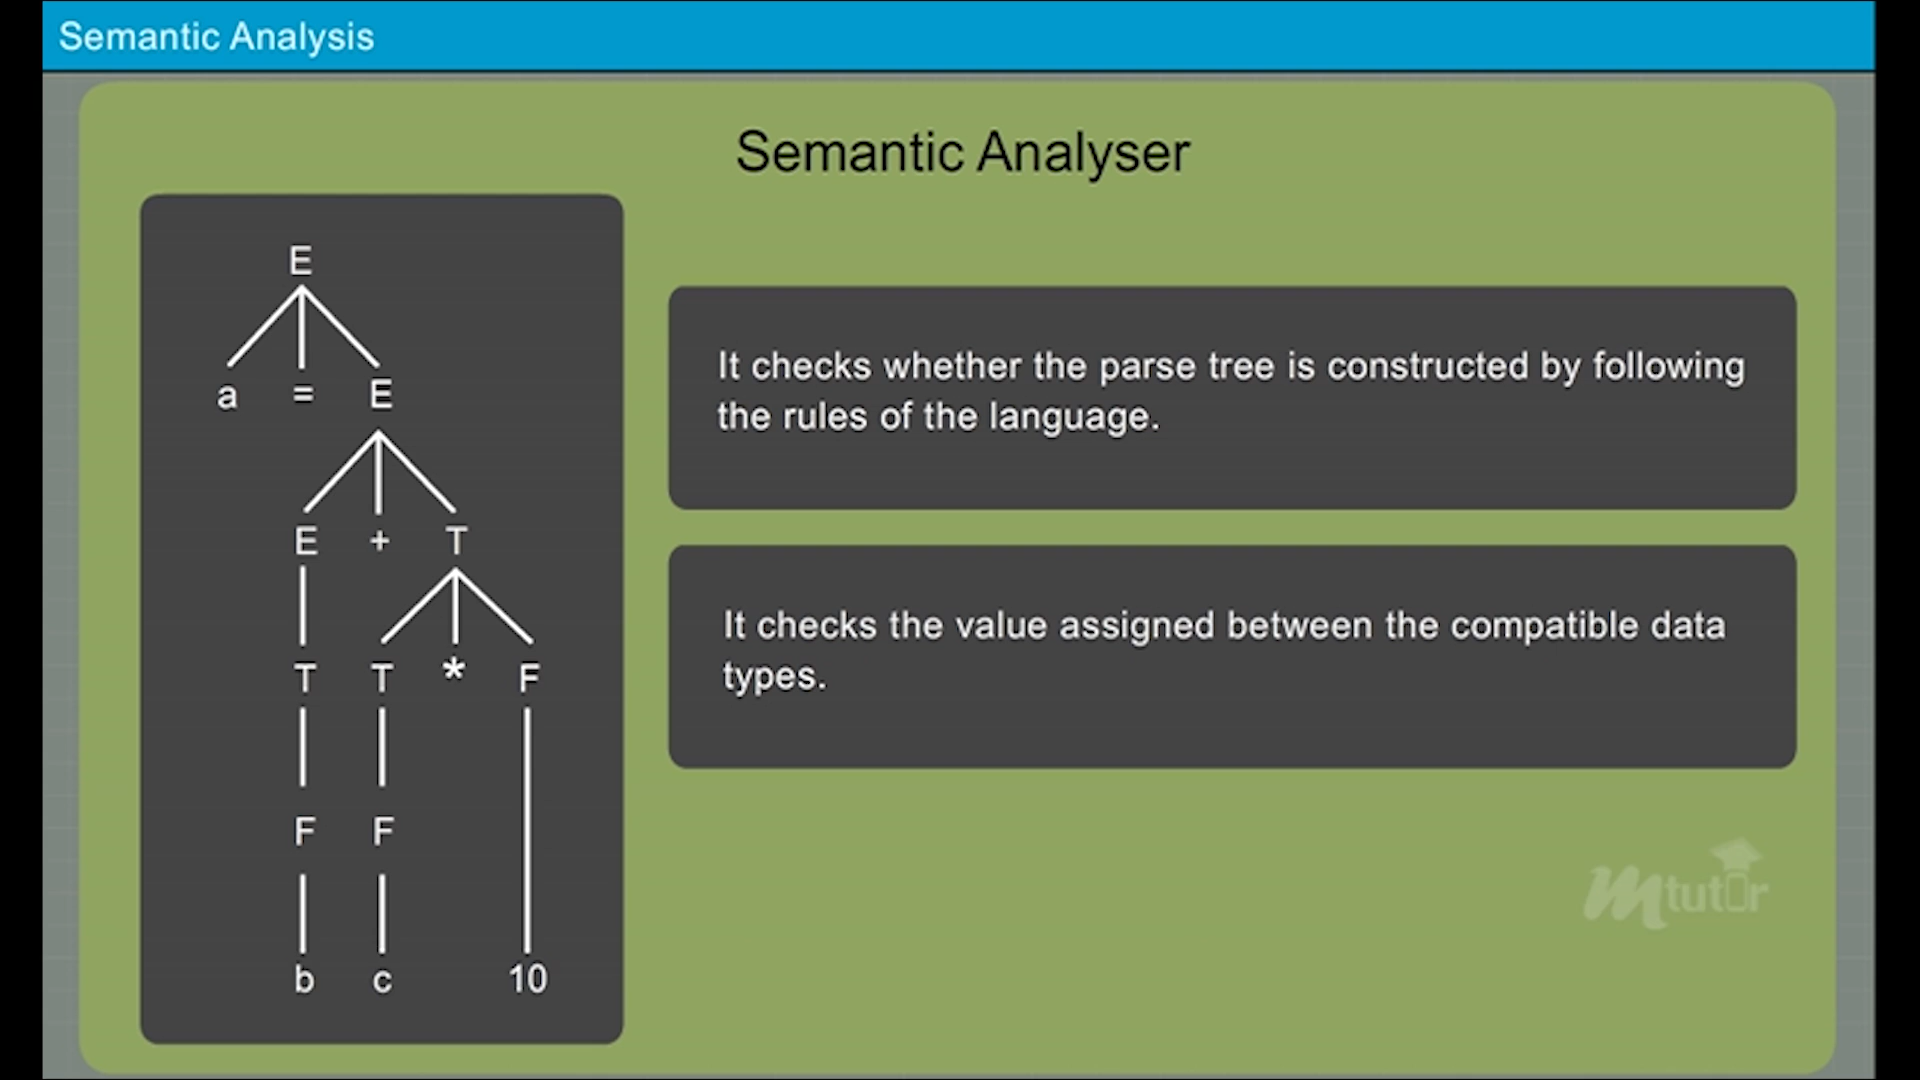 Semantic Analysis
Semantic Analyser
E
a = E
E + T
T T * F
F F
b c 10
It checks whether the parse tree is constructed by following
the rules of the language.
It checks the value assigned between the compatible data
types.
mtutor